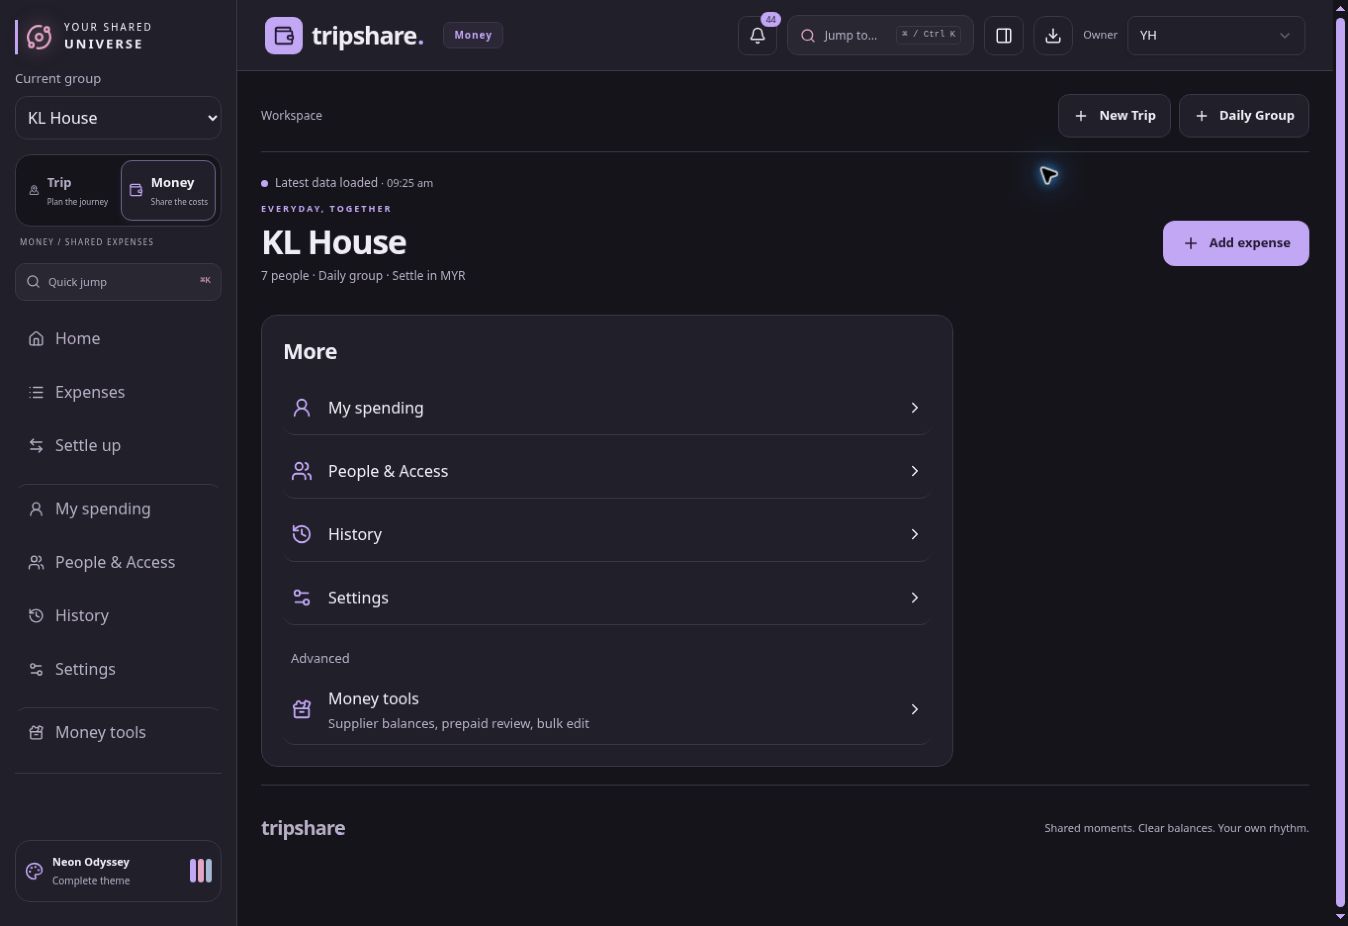 YOUR SHARED
UNIVERSE
Current group
KL House
Trip
Plan the journey
Money
Share the costs
MONEY / SHARED EXPENSES
Quick jump
⌘K
Home
Expenses
Settle up
My spending
People & Access
History
Settings
Money tools
Neon Odyssey
Complete theme
tripshare.
Money
44
Jump to...
⌘ / Ctrl K
Owner
YH
Workspace
New Trip
Daily Group
Latest data loaded · 09:25 am
EVERYDAY, TOGETHER
KL House
7 people · Daily group · Settle in MYR
Add expense
More
My spending
People & Access
History
Settings
Advanced
Money tools
Supplier balances, prepaid review, bulk edit
tripshare
Shared moments. Clear balances. Your own rhythm.